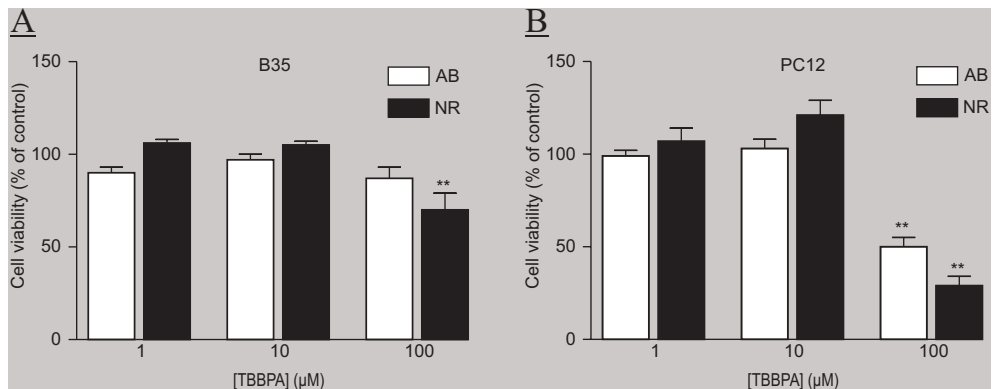 A
B35
AB
NR
Cell viability (% of control)
150
100
50
0
**
1 10 100
[TBBPA] (µM)
B
PC12
AB
NR
Cell viability (% of control)
150
100
50
0
**
**
1 10 100
[TBBPA] (µM)